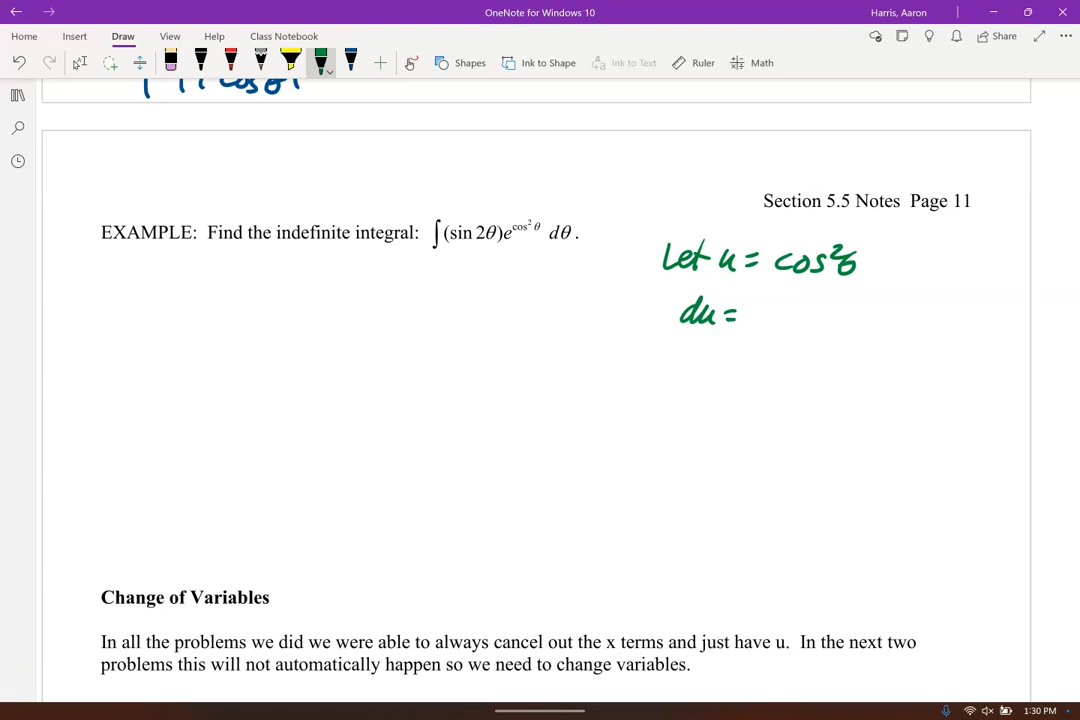 OneNote for Windows 10
Harris, Aaron
Home Insert Draw View Help Class Notebook
Share
Shapes Ink to Shape Ink to Text Ruler Math
Section 5.5 Notes Page 11
EXAMPLE: Find the indefinite integral: ∫(sin 2θ)e^{cos² θ} dθ.
Let u = cos²θ
du =
Change of Variables
In all the problems we did we were able to always cancel out the x terms and just have u. In the next two
problems this will not automatically happen so we need to change variables.
1:30 PM